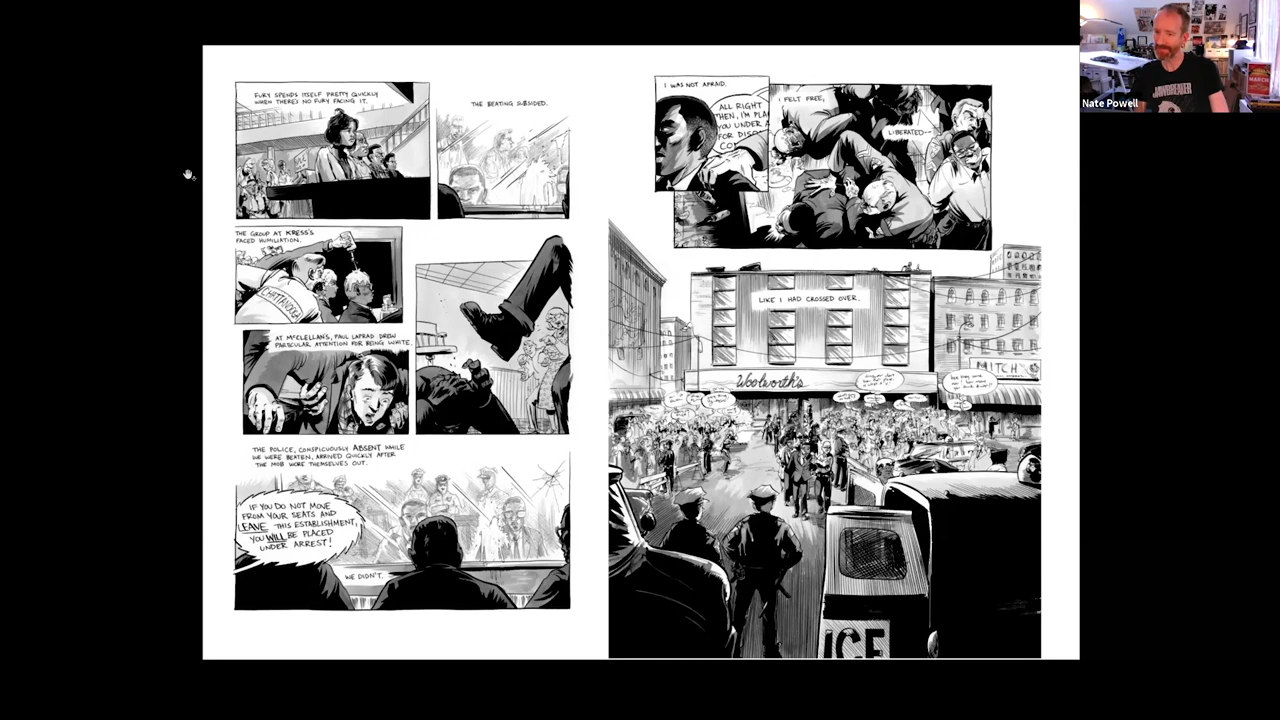 FURY SPENDS ITSELF PRETTY QUICKLY
WHEN THERE'S NO FURY FACING IT.
THE BEATING SUBSIDED.
THE GROUP AT KRESS'S
FACED HUMILIATION.
CHATTANOOGA
AT McCLELLAN'S, PAUL LAPRAD DREW
PARTICULAR ATTENTION FOR BEING WHITE.
THE POLICE, CONSPICUOUSLY ABSENT WHILE
WE WERE BEATEN, ARRIVED QUICKLY AFTER
THE MOB WORE THEMSELVES OUT.
IF YOU DO NOT MOVE
FROM YOUR SEATS AND
LEAVE THIS ESTABLISHMENT,
YOU WILL BE PLACED
UNDER ARREST!
WE DIDN'T.
I WAS NOT AFRAID.
ALL RIGHT
THEN, I'M PLA
YOU UNDER A
FOR DISO
CO
I FELT FREE,
LIBERATED--
LIKE I HAD CROSSED OVER.
Woolworth's
MITCH
ICE
Nate Powell
JAWBREAKER
MARCH